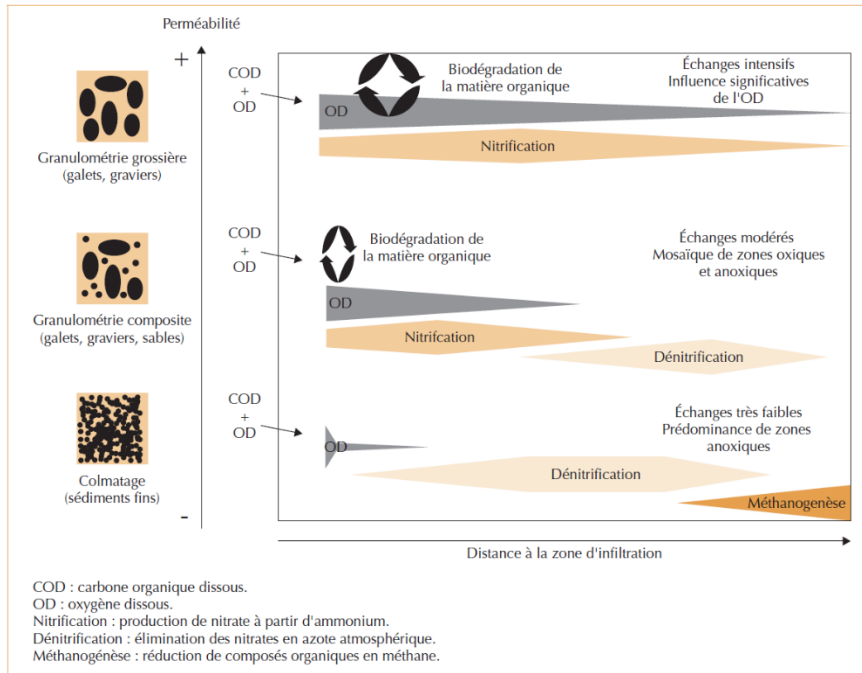 Perméabilité
+
COD
+
OD
Biodégradation de
la matière organique
Échanges intensifs
Influence significatives
de l'OD
OD
Nitrification
Granulométrie grossière
(galets, graviers)
COD
+
OD
Biodégradation de
la matière organique
Échanges modérés
Mosaïque de zones oxiques
et anoxiques
OD
Nitrifcation
Dénitrification
Granulométrie composite
(galets, graviers, sables)
COD
+
OD
Échanges très faibles
Prédominance de zones
anoxiques
OD
Dénitrification
Méthanogenèse
Colmatage
(sédiments fins)
-
Distance à la zone d'infiltration
COD : carbone organique dissous.
OD : oxygène dissous.
Nitrification : production de nitrate à partir d'ammonium.
Dénitrification : élimination des nitrates en azote atmosphérique.
Méthanogénèse : réduction de composés organiques en méthane.